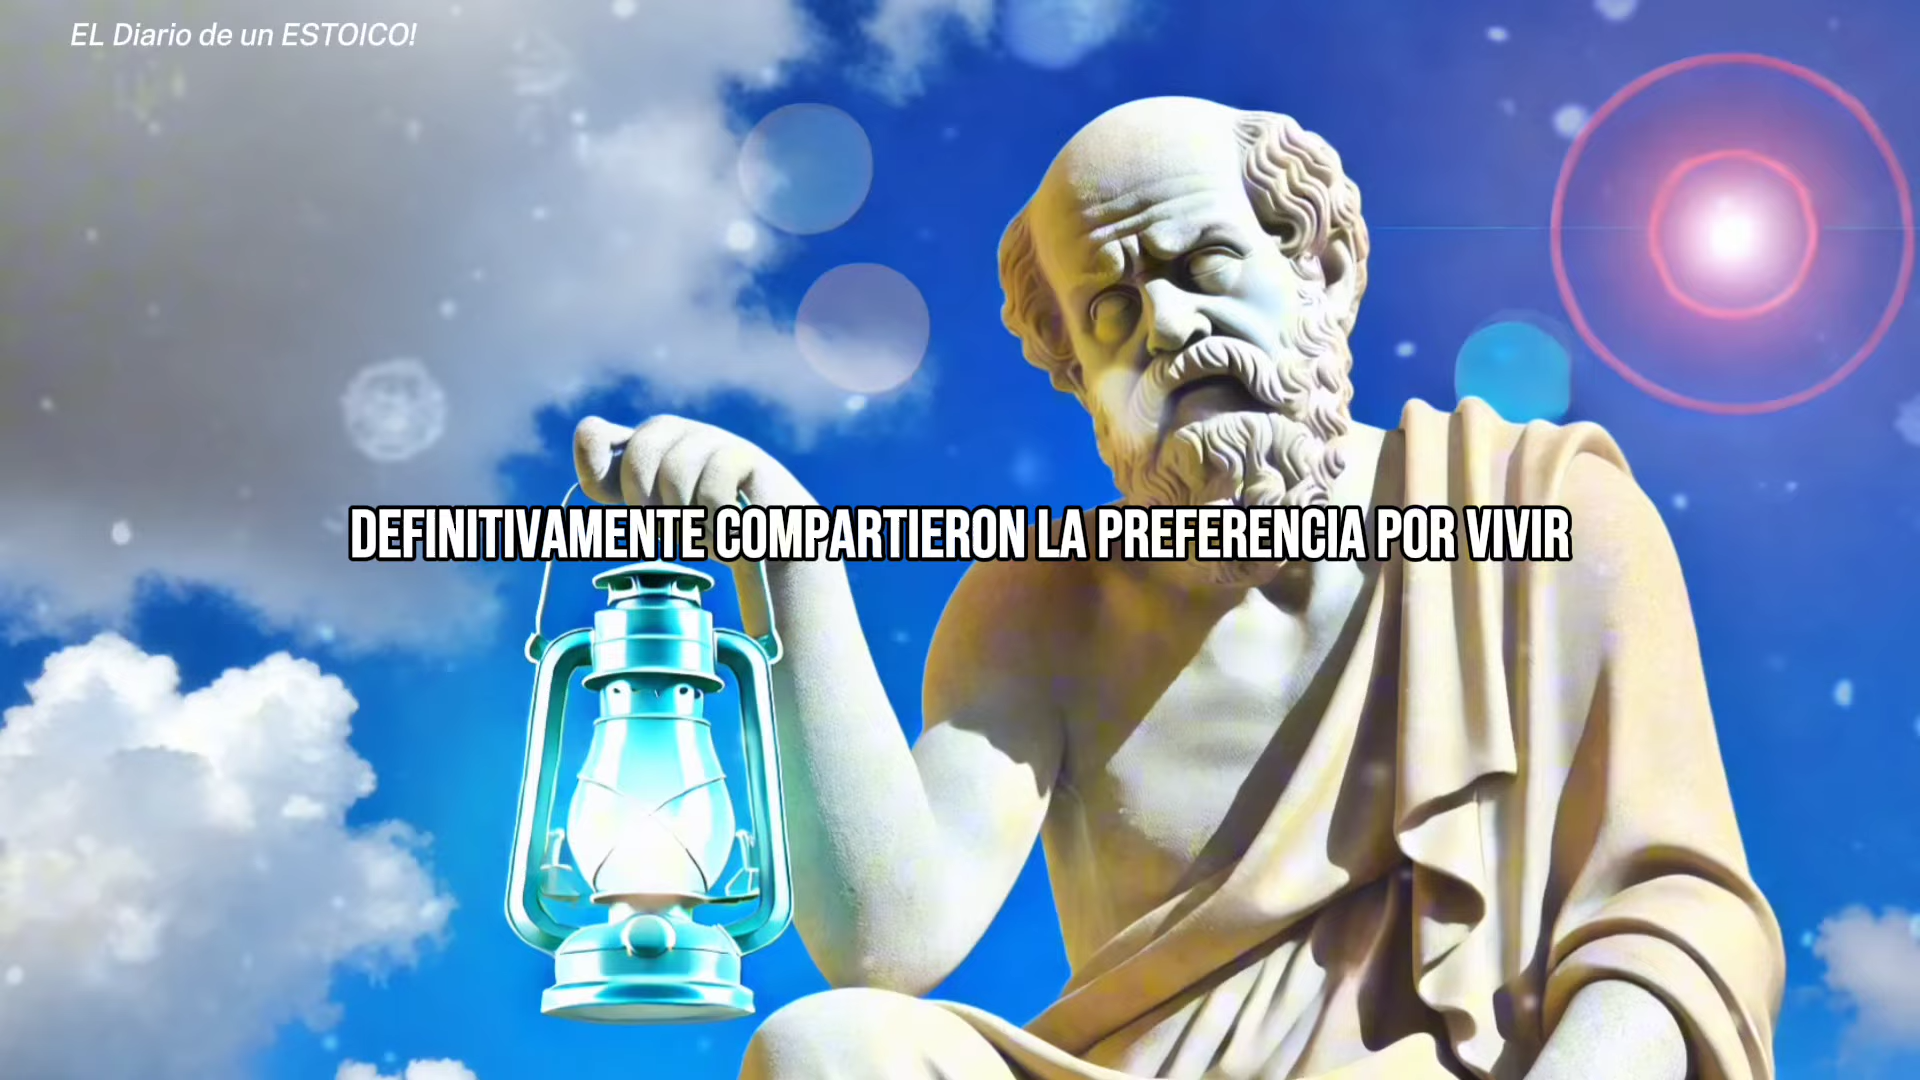 EL Diario de un ESTOICO!
DEFINITIVAMENTE COMPARTIERON LA PREFERENCIA POR VIVIR